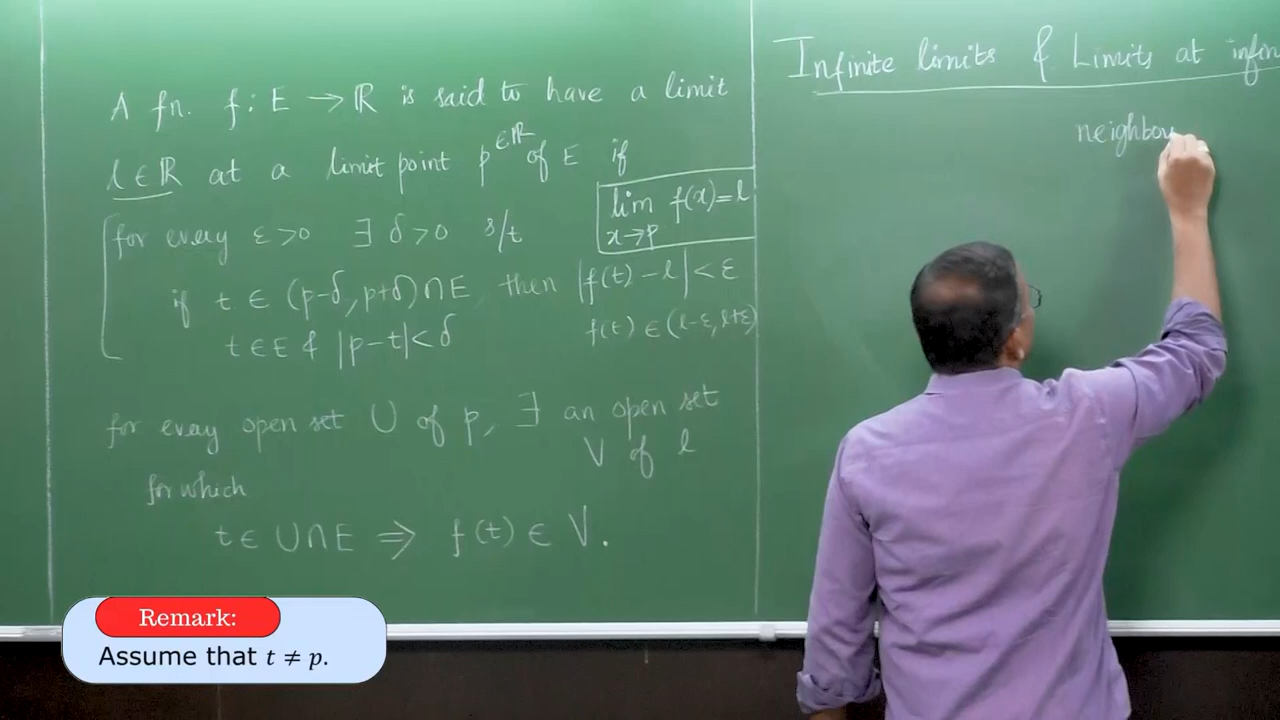 A fn. f: E → ℝ is said to have a limit
l ∈ ℝ at a limit point p ∈ ℝ of E if
lim f(x) = l
x→p
for every ε>0 ∃ δ>0 s/t
if t ∈ (p-δ, p+δ) ∩ E then |f(t) - l| < ε
t ∈ E & |p-t| < δ f(t) ∈ (l-ε, l+ε)
for every open set U of p, ∃ an open set
V of l
for which
t ∈ U∩E ⇒ f(t) ∈ V.
Remark:
Assume that t ≠ p.
Infinite limits & Limits at infin
neighbou